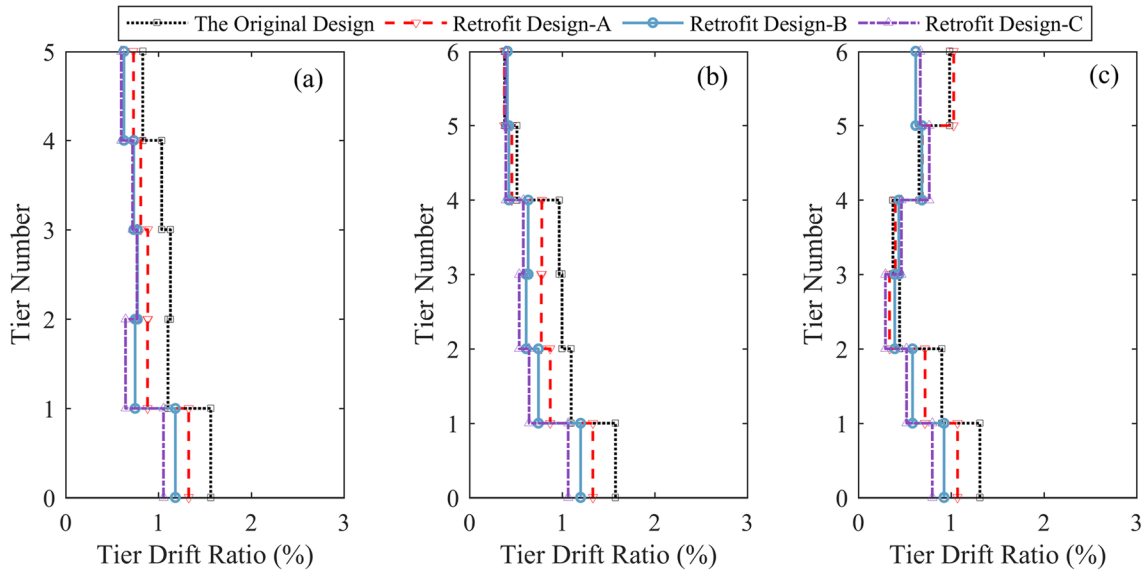 The Original Design Retrofit Design-A Retrofit Design-B Retrofit Design-C
(a)
5
4
3
2
1
0
0 1 2 3
Tier Number
Tier Drift Ratio (%)
(b)
6
5
4
3
2
1
0
0 1 2 3
Tier Number
Tier Drift Ratio (%)
(c)
6
5
4
3
2
1
0
0 1 2 3
Tier Number
Tier Drift Ratio (%)